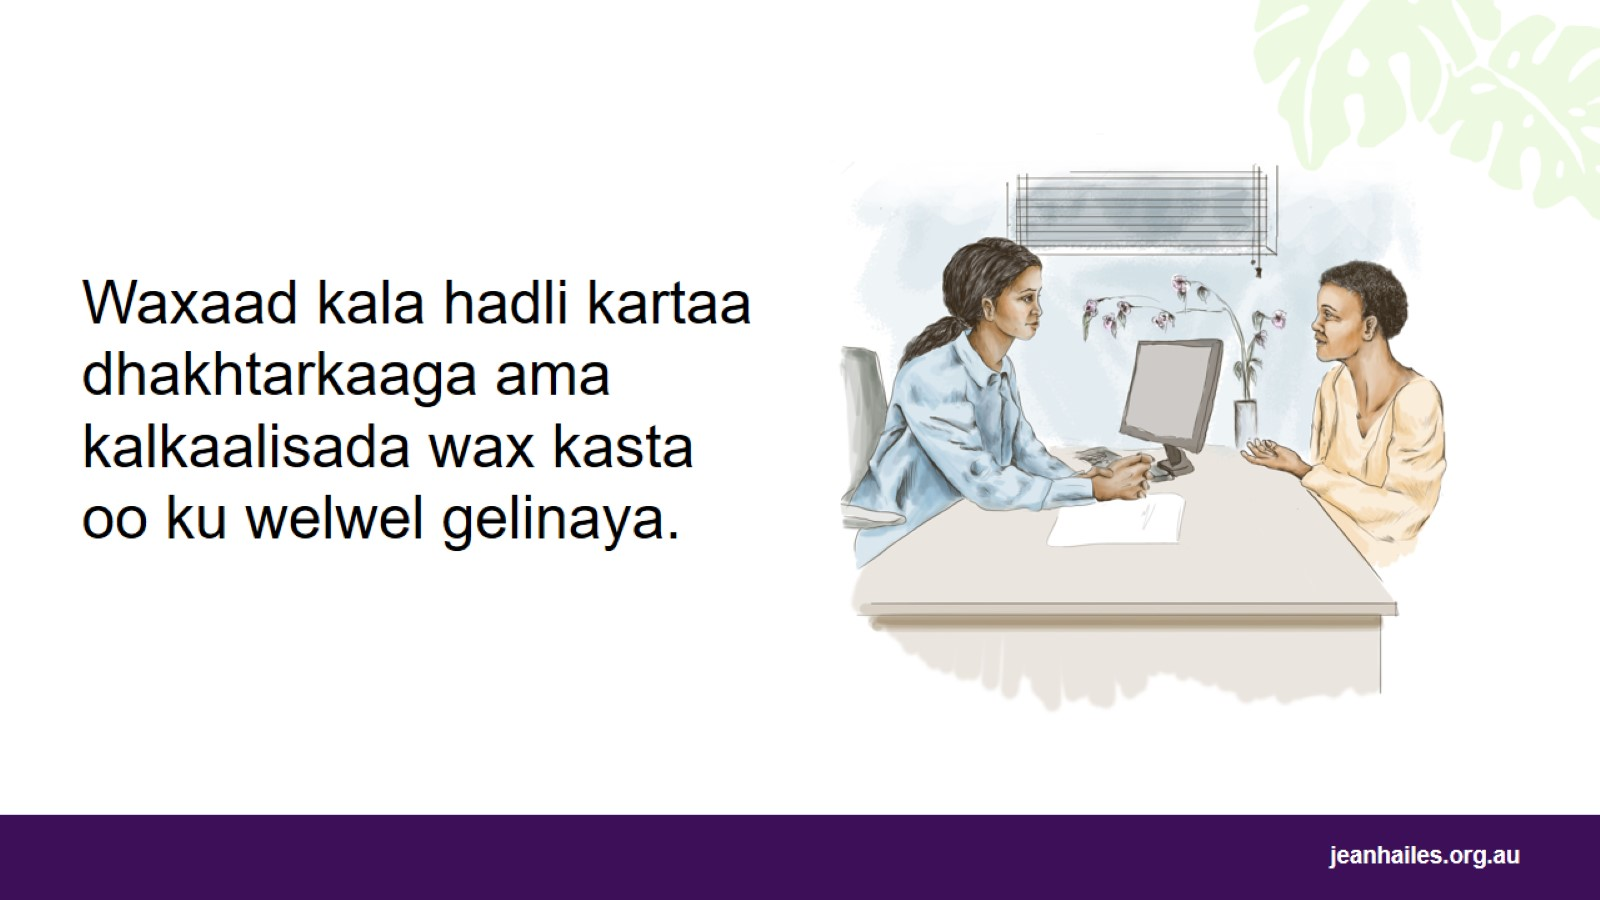 Waxaad kala hadli kartaa
dhakhtarkaaga ama
kalkaalisada wax kasta
oo ku welwel gelinaya.
jeanhailes.org.au